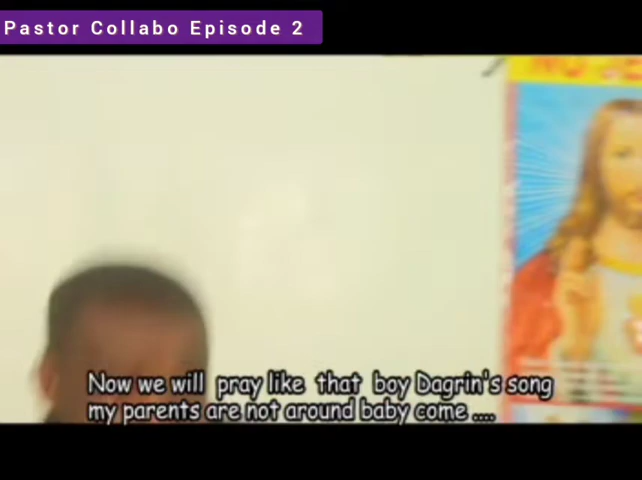 Pastor Collabo Episode 2
Now we will pray like that boy Dagrin's song
my parents are not around baby come ....